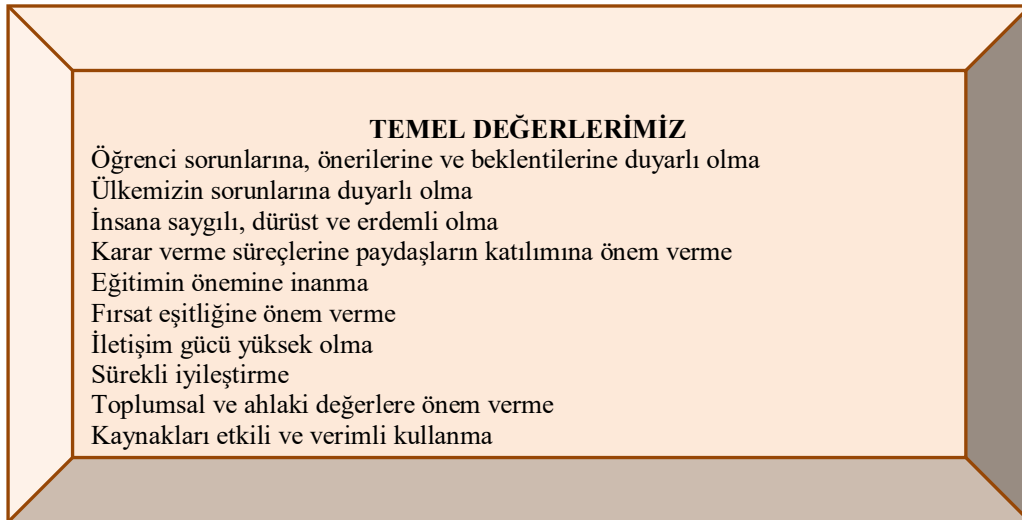 TEMEL DEĞERLERİMİZ
Öğrenci sorunlarına, önerilerine ve beklentilerine duyarlı olma
Ülkemizin sorunlarına duyarlı olma
İnsana saygılı, dürüst ve erdemli olma
Karar verme süreçlerine paydaşların katılımına önem verme
Eğitimin önemine inanma
Fırsat eşitliğine önem verme
İletişim gücü yüksek olma
Sürekli iyileştirme
Toplumsal ve ahlaki değerlere önem verme
Kaynakları etkili ve verimli kullanma